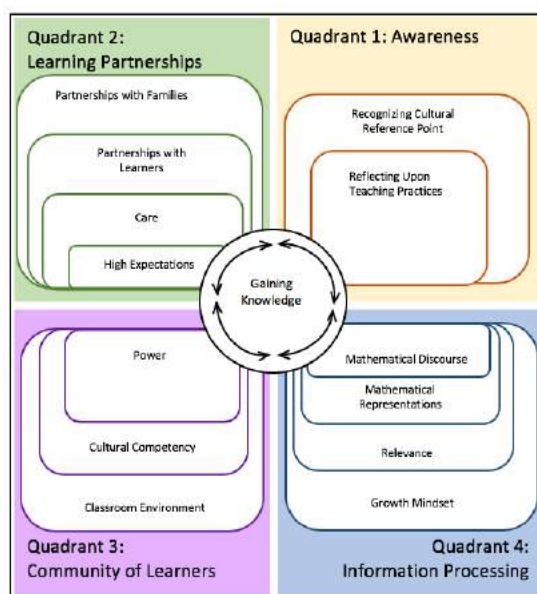 Quadrant 2:
Learning Partnerships
Partnerships with Families
Partnerships with
Learners
Care
High Expectations
Quadrant 1: Awareness
Recognizing Cultural
Reference Point
Reflecting Upon
Teaching Practices
Gaining
Knowledge
Power
Cultural Competency
Classroom Environment
Quadrant 3:
Community of Learners
Mathematical Discourse
Mathematical
Representations
Relevance
Growth Mindset
Quadrant 4:
Information Processing